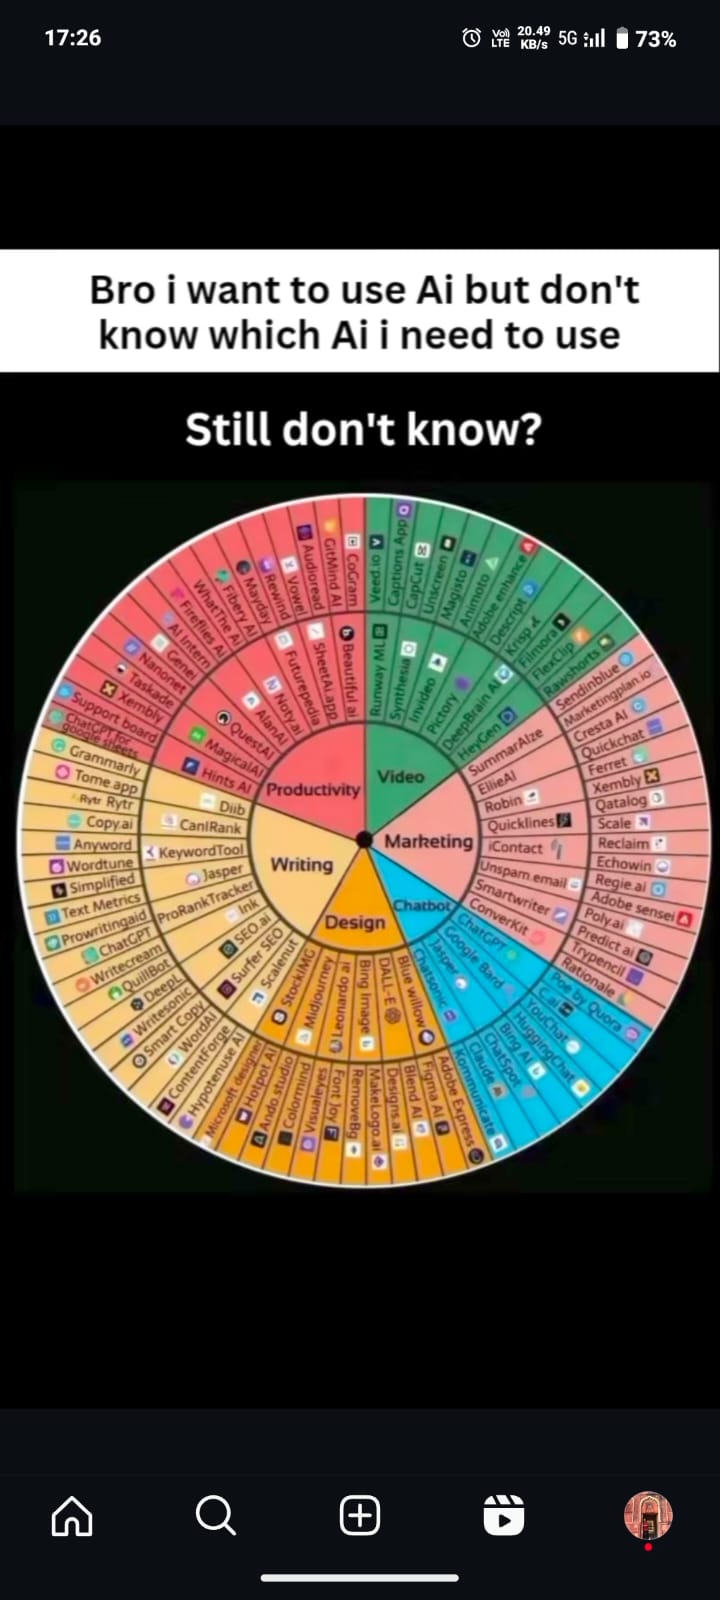 17:26
Vo) LTE
20.49 KB/s
5G
73%
Bro i want to use Ai but don't
know which Ai i need to use
Still don't know?
Productivity
Video
Marketing
Chatbot
Design
Writing
Hints AI
MagicalAI
QuestAI
AlanAI
Noty.ai
Futurepedia
SheetAi.app
Beautiful ai
ChatGPT for google sheets
Support board
Xembly
Taskade
Nanonet
Genei
AI Intern
Fireflies AI
WhatThe AI
Fibery AI
Mayday
Rewind
Vowel
Audioread
GitMind AI
CoGram
Runway ML
Synthesia
Invideo
Pictory
DeepBrain AI
HeyGen
Veed.io
Captions App
CapCut
Unscreen
Magisto
Animoto
Adobe enhance
Descript
Krisp
Filmora
FlexClip
Rawshorts
SummarAIze
EllieAI
Robin
Quicklines
iContact
Unspam.email
Smartwriter
ConverKit
Sendinblue
Marketingplan.io
Cresta AI
Quickchat
Ferret
Xembly
Qatalog
Scale
Reclaim
Echowin
Regie.ai
Adobe sensei
Poly.ai
Predict ai
Trypencil
Rationale
ChatGPT
Google Bard
Jasper
Chatsonic
Poe by Quora
C.ai
YouChat
HuggingChat
Bing AI
ChatSpot
Claude
Kommunicate
Blue willow
DALL-E
Bing Image
Leonardo ai
Midjourney
StockIMG
Adobe Express
Figma AI
Blend AI
Designs.ai
MakeLogo.ai
RemoveBg
Font Joy
Visualeyes
Colormind
Ando.studio
Hotpot AI
Microsoft designer
Scalenut
Surfer SEO
SEO.ai
Ink
ProRankTracker
Jasper
KeywordTool
CanIRank
Diib
Hypotenuse AI
ContentForge
WordAI
Smart Copy
Writesonic
DeepL
QuillBot
Writecream
ChatGPT
Prowritingaid
Text Metrics
Simplified
Wordtune
Anyword
Copy.ai
Rytr Rytr
Tome app
Grammarly